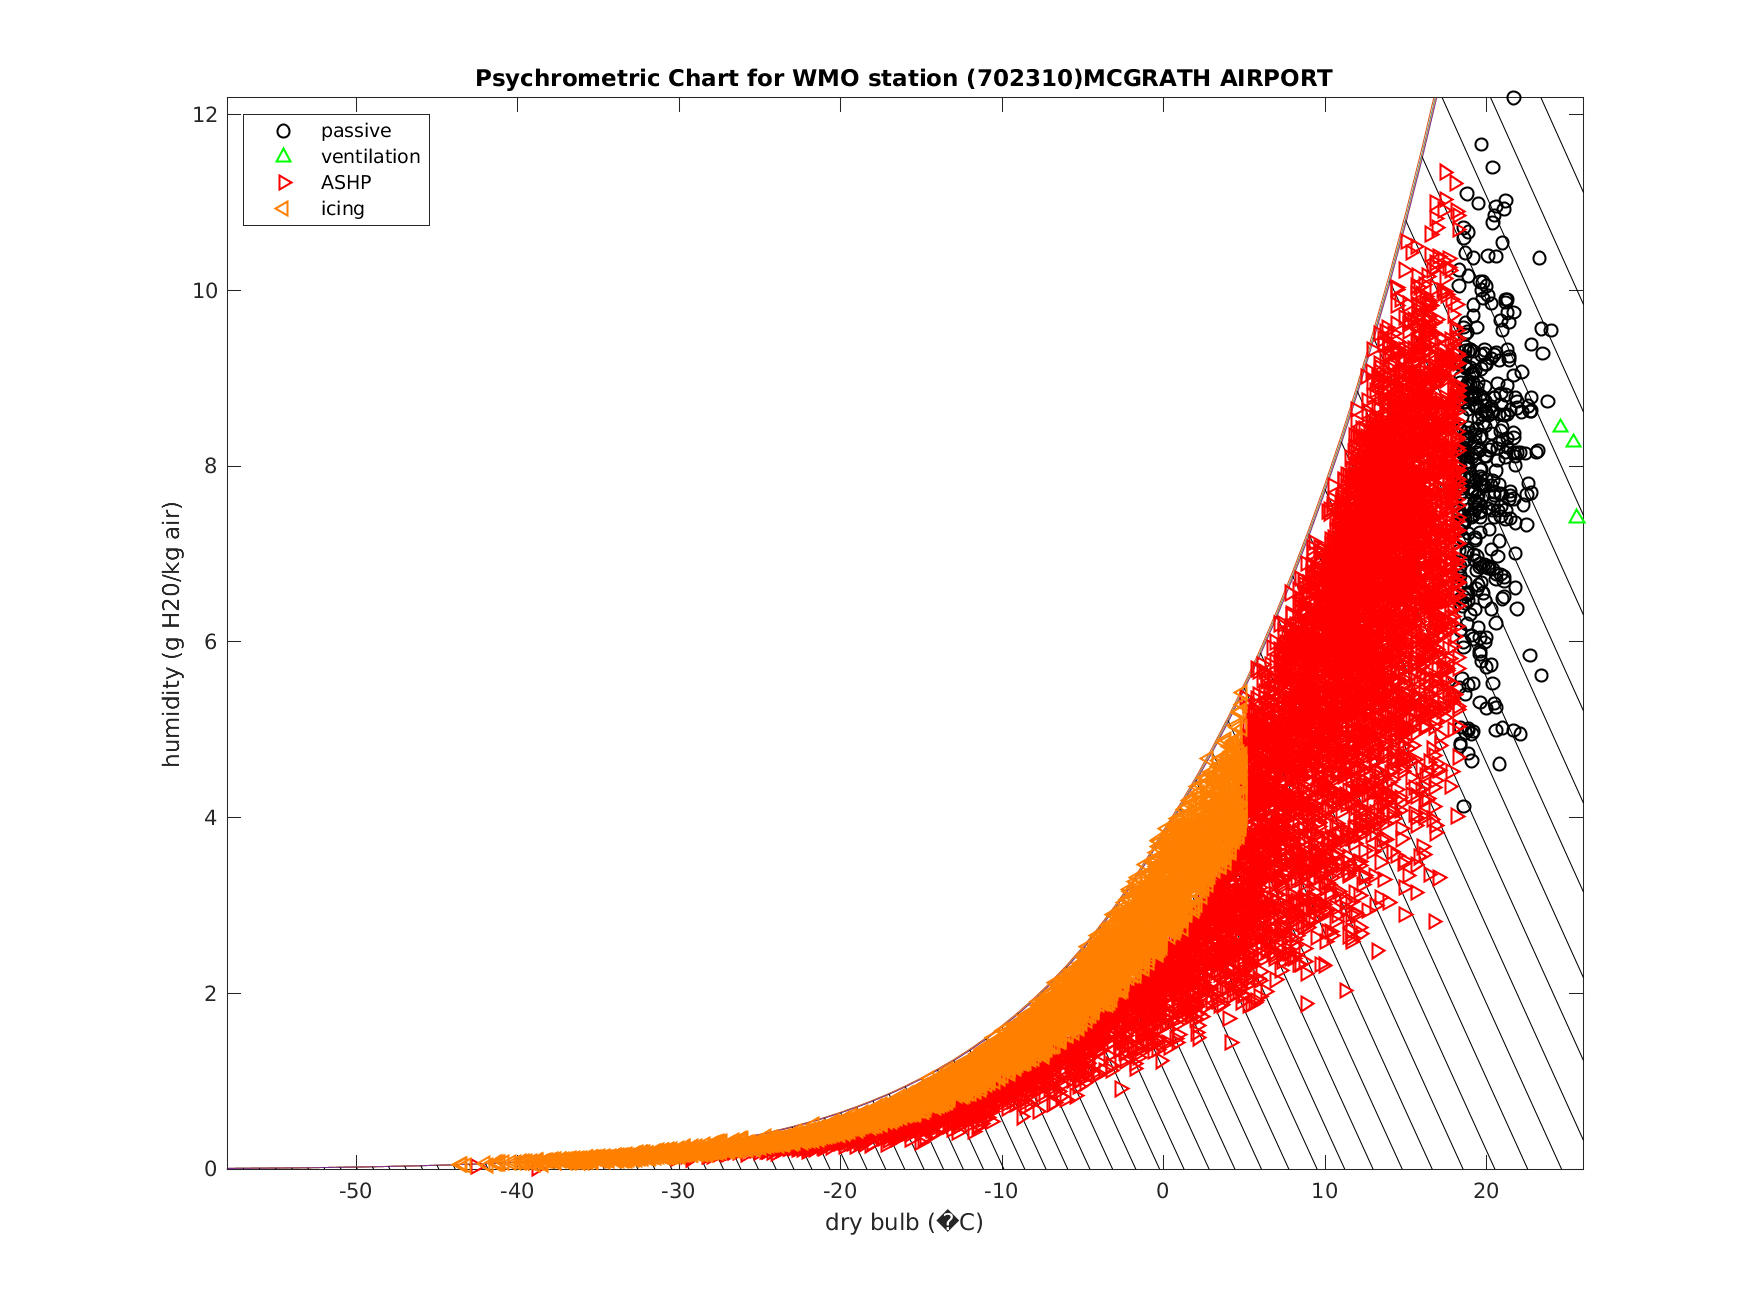 Psychrometric Chart for WMO station (702310)MCGRATH AIRPORT
passive
ventilation
ASHP
icing
humidity (g H20/kg air)
12
10
8
6
4
2
0
-50 -40 -30 -20 -10 0 10 20
dry bulb (�C)